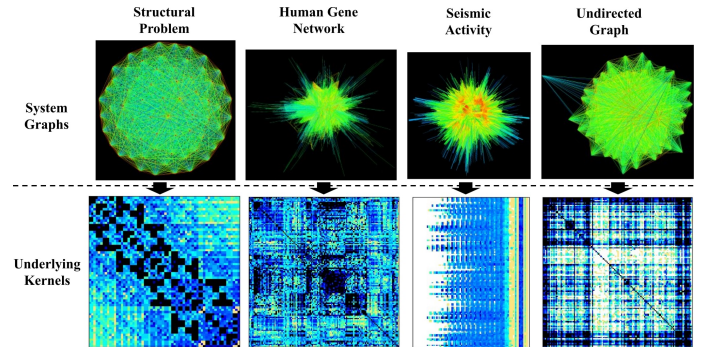 Structural
Problem
Human Gene
Network
Seismic
Activity
Undirected
Graph
System
Graphs
Underlying
Kernels